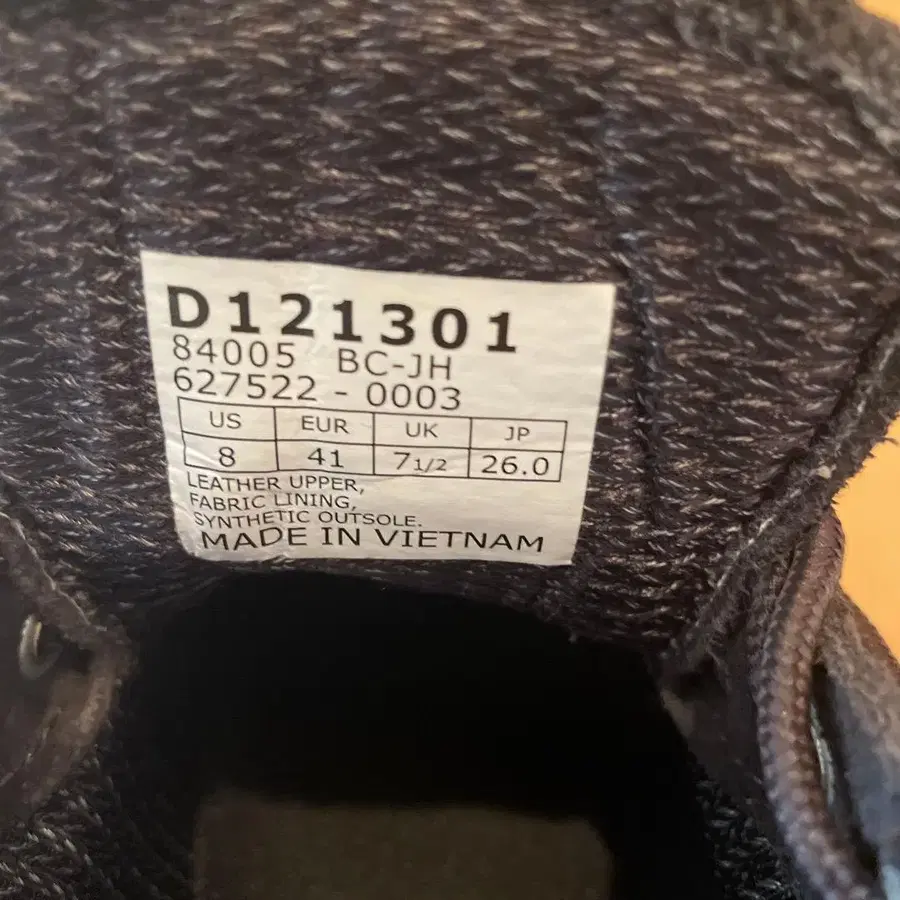 D121301
84005 BC-JH
627522 - 0003
US EUR UK JP
8 41 7 1/2 26.0
LEATHER UPPER,
FABRIC LINING,
SYNTHETIC OUTSOLE.
MADE IN VIETNAM